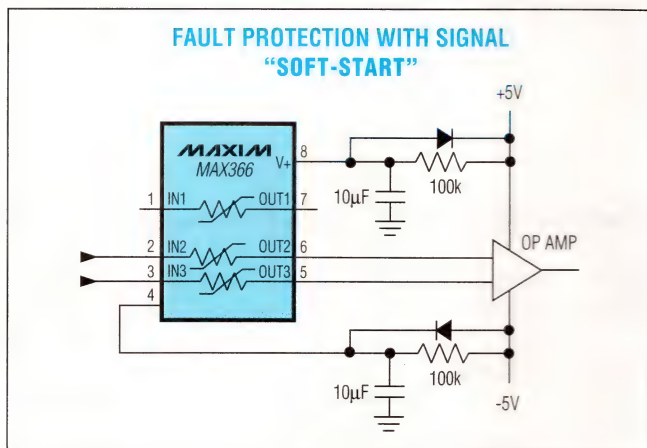 FAULT PROTECTION WITH SIGNAL
“SOFT-START”
+5V
MAXIM
MAX366
V+
8
1
IN1
OUT1
7
10µF
100k
2
IN2
OUT2
6
OP AMP
3
IN3
OUT3
5
4
10µF
100k
-5V